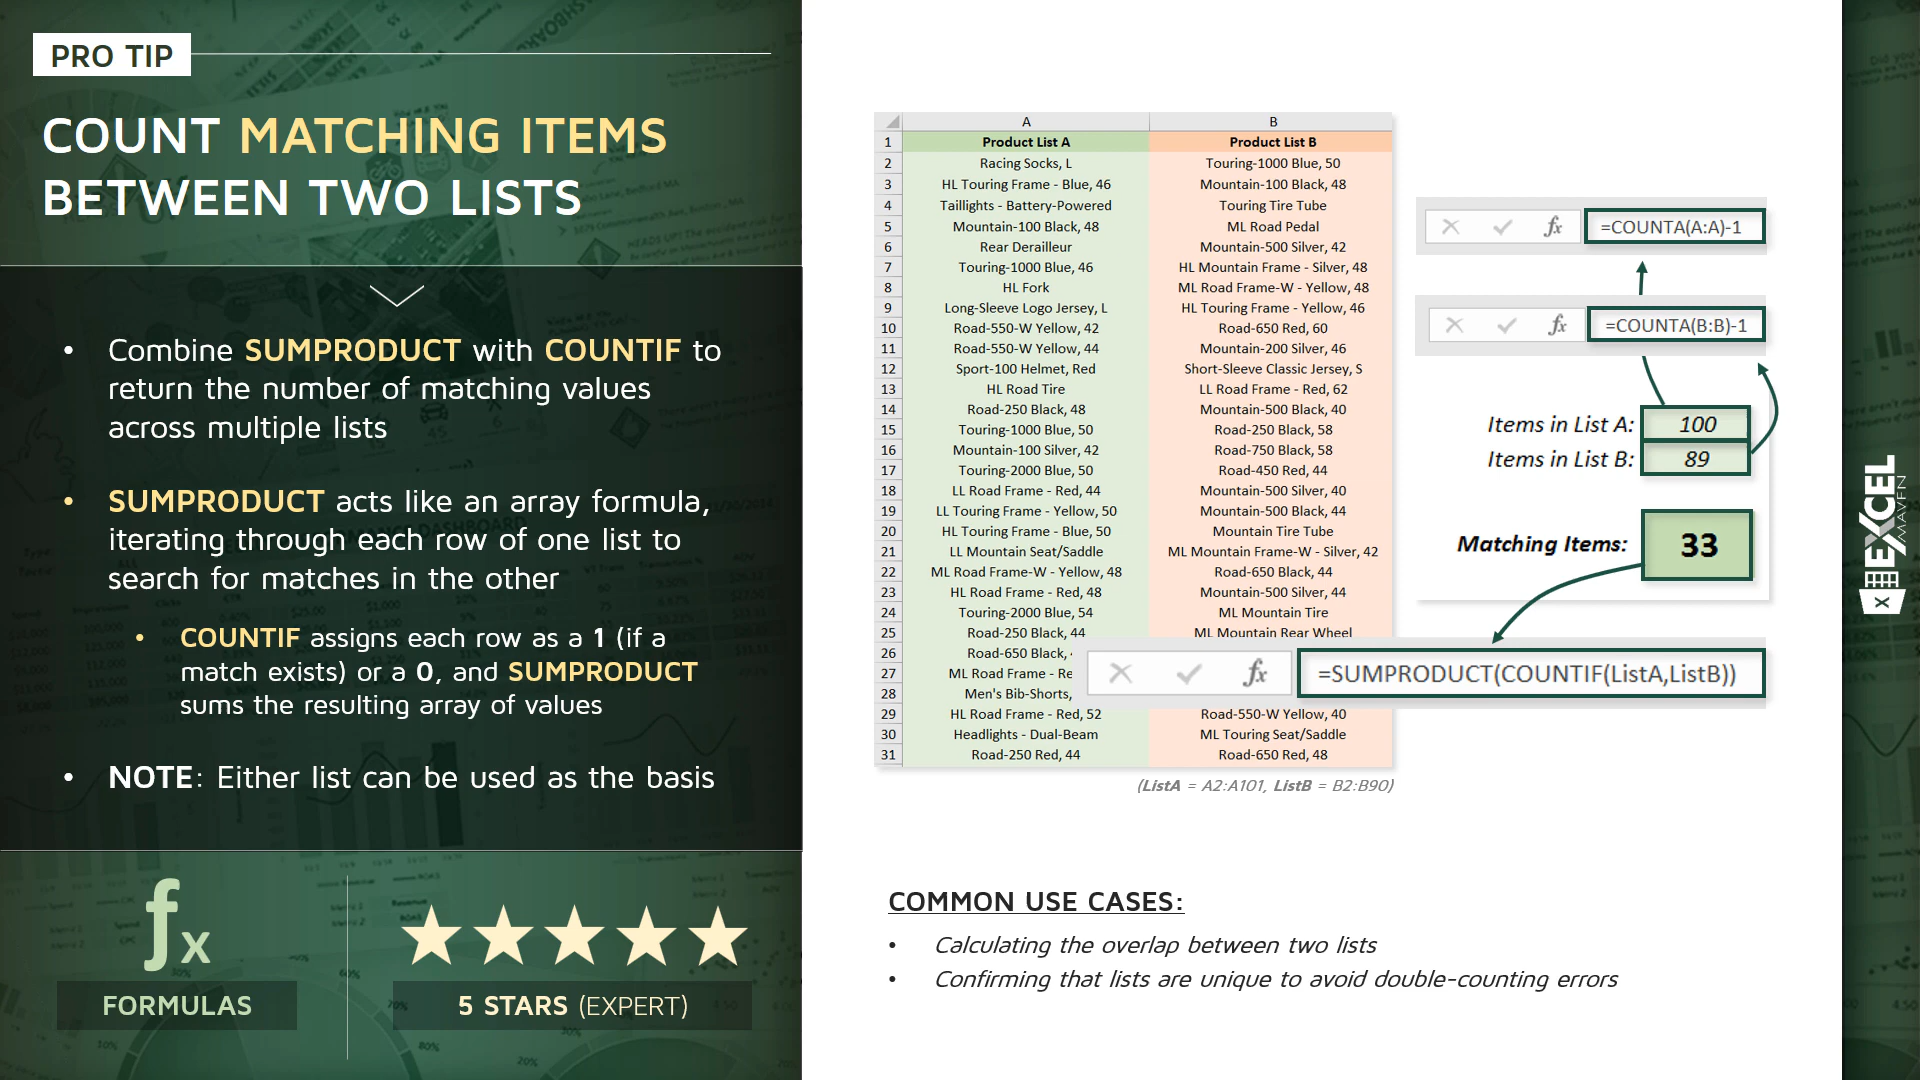 PRO TIP
COUNT MATCHING ITEMS
BETWEEN TWO LISTS
• Combine SUMPRODUCT with COUNTIF to
return the number of matching values
across multiple lists
• SUMPRODUCT acts like an array formula,
iterating through each row of one list to
search for matches in the other
• COUNTIF assigns each row as a 1 (if a
match exists) or a 0, and SUMPRODUCT
sums the resulting array of values
• NOTE: Either list can be used as the basis
fx
FORMULAS
5 STARS (EXPERT)
A B
1 Product List A Product List B
2 Racing Socks, L Touring-1000 Blue, 50
3 HL Touring Frame - Blue, 46 Mountain-100 Black, 48
4 Taillights - Battery-Powered Touring Tire Tube
5 Mountain-100 Black, 48 ML Road Pedal
6 Rear Derailleur Mountain-500 Silver, 42
7 Touring-1000 Blue, 46 HL Mountain Frame - Silver, 48
8 HL Fork ML Road Frame-W - Yellow, 48
9 Long-Sleeve Logo Jersey, L HL Touring Frame - Yellow, 46
10 Road-550-W Yellow, 42 Road-650 Red, 60
11 Road-550-W Yellow, 44 Mountain-200 Silver, 46
12 Sport-100 Helmet, Red Short-Sleeve Classic Jersey, S
13 HL Road Tire LL Road Frame - Red, 62
14 Road-250 Black, 48 Mountain-500 Black, 40
15 Touring-1000 Blue, 50 Road-250 Black, 58
16 Mountain-100 Silver, 42 Road-750 Black, 58
17 Touring-2000 Blue, 50 Road-450 Red, 44
18 LL Road Frame - Red, 44 Mountain-500 Silver, 40
19 LL Touring Frame - Yellow, 50 Mountain-500 Black, 44
20 HL Touring Frame - Blue, 50 Mountain Tire Tube
21 LL Mountain Seat/Saddle ML Mountain Frame-W - Silver, 42
22 ML Road Frame-W - Yellow, 48 Road-650 Black, 44
23 HL Road Frame - Red, 48 Mountain-500 Silver, 44
24 Touring-2000 Blue, 54 ML Mountain Tire
25 Road-250 Black, 44 ML Mountain Rear Wheel
26 Road-650 Black,
27 ML Road Frame - Re
28 Men's Bib-Shorts,
29 HL Road Frame - Red, 52 Road-550-W Yellow, 40
30 Headlights - Dual-Beam ML Touring Seat/Saddle
31 Road-250 Red, 44 Road-650 Red, 48
(ListA = A2:A101, ListB = B2:B90)
fx =COUNTA(A:A)-1
fx =COUNTA(B:B)-1
Items in List A: 100
Items in List B: 89
Matching Items: 33
fx =SUMPRODUCT(COUNTIF(ListA,ListB))
COMMON USE CASES:
• Calculating the overlap between two lists
• Confirming that lists are unique to avoid double-counting errors
X EXCEL
MAVEN